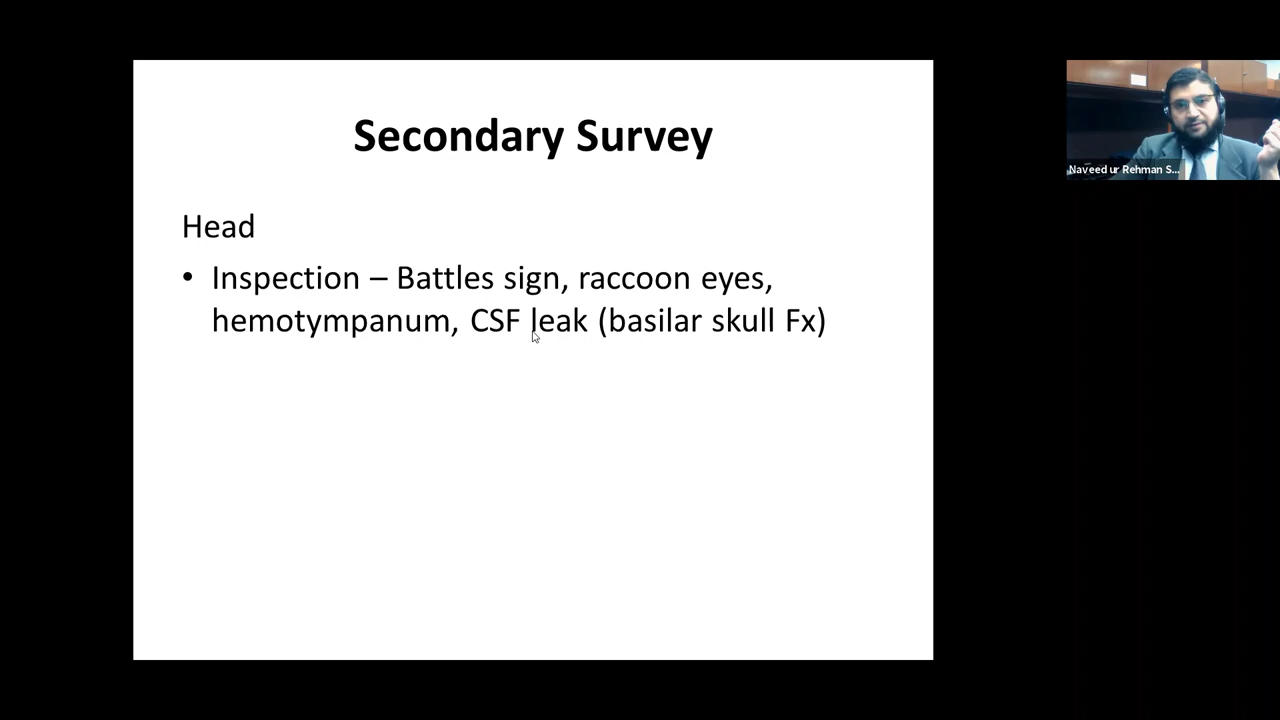 Secondary Survey
Head
• Inspection – Battles sign, raccoon eyes,
hemotympanum, CSF leak (basilar skull Fx)
Naveed ur Rehman S...